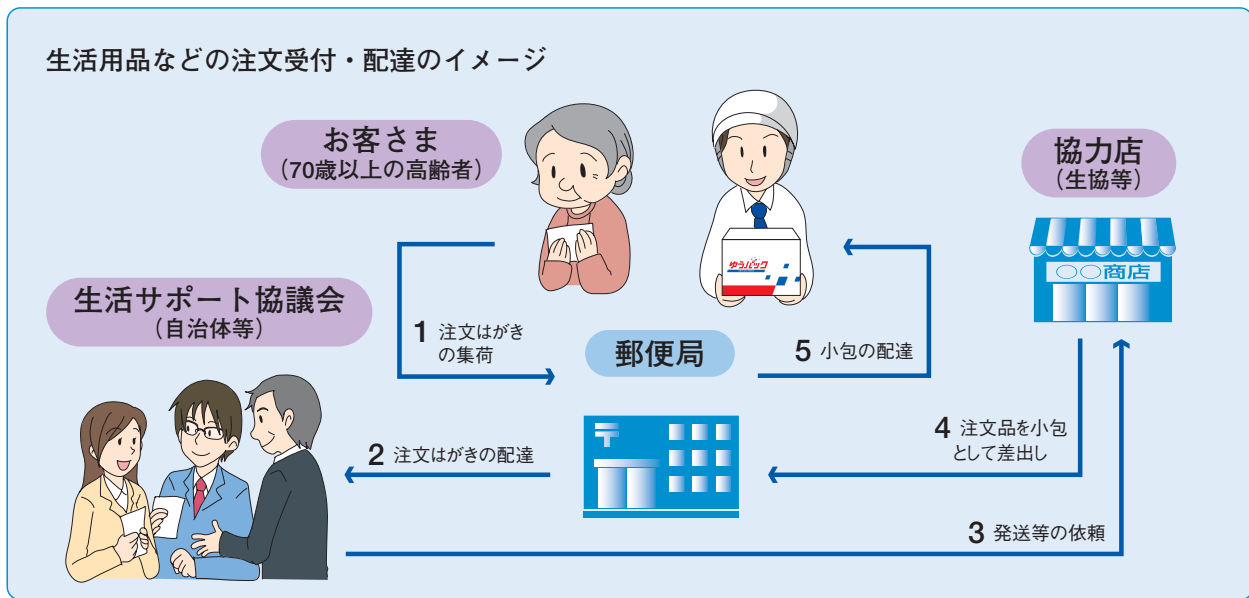 生活用品などの注文受付・配達のイメージ
お客さま
(70歳以上の高齢者)
協力店
(生協等)
ゆうパック
○○商店
生活サポート協議会
(自治体等)
1 注文はがき
の集荷
郵便局
5 小包の配達
2 注文はがきの配達
〒
4 注文品を小包
として差出し
3 発送等の依頼